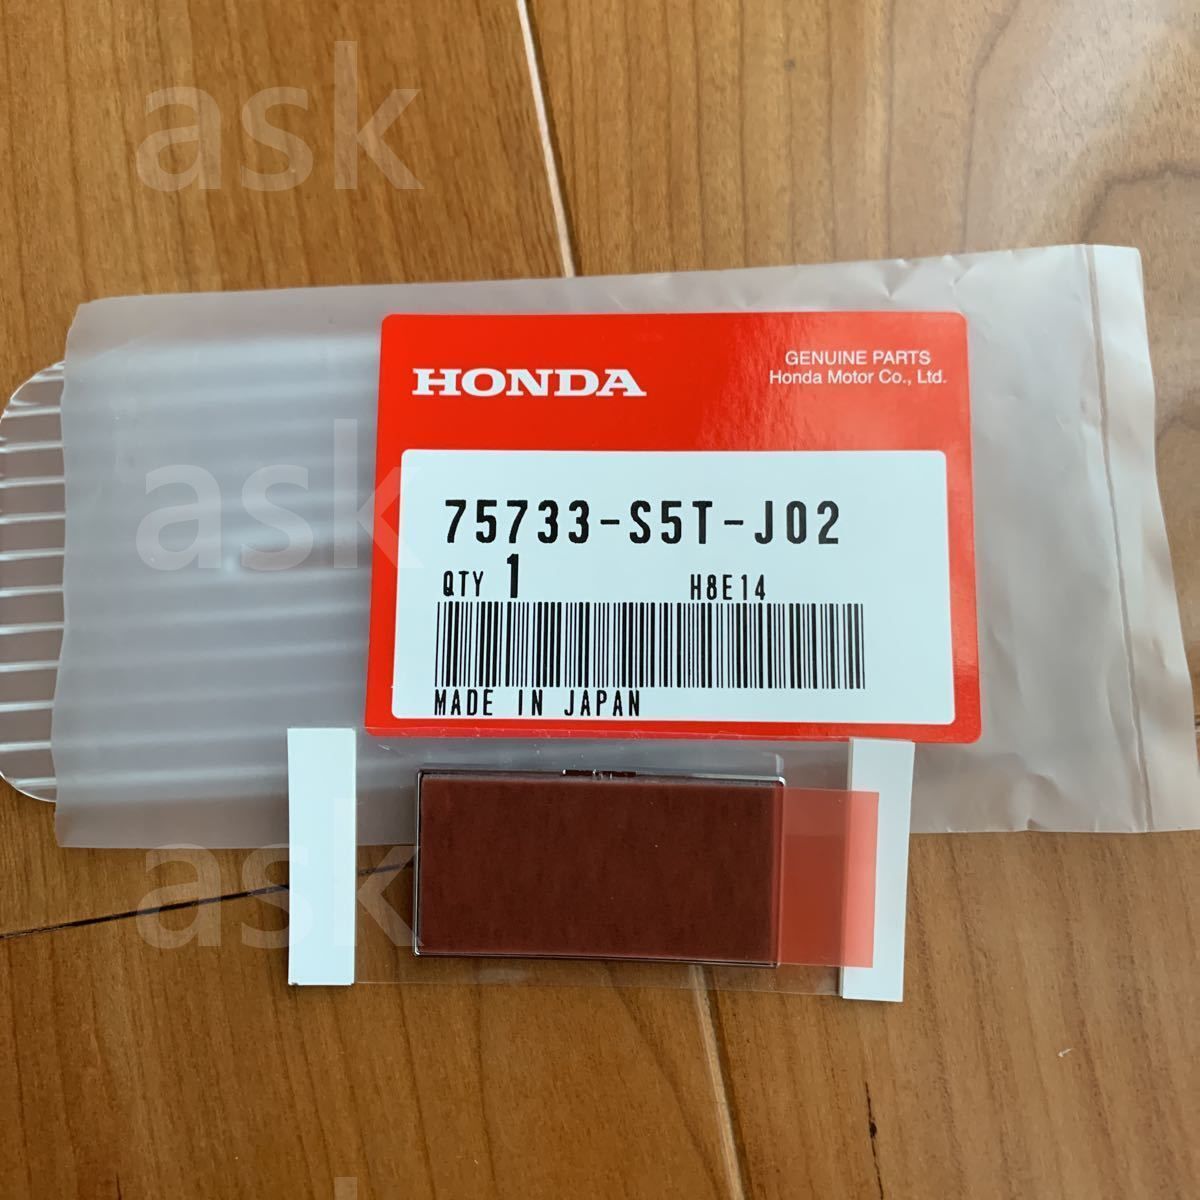 ask
HONDA
GENUINE PARTS
Honda Motor Co., Ltd.
ask
75733-S5T-J02
QTY 1 H8E14
MADE IN JAPAN
ask